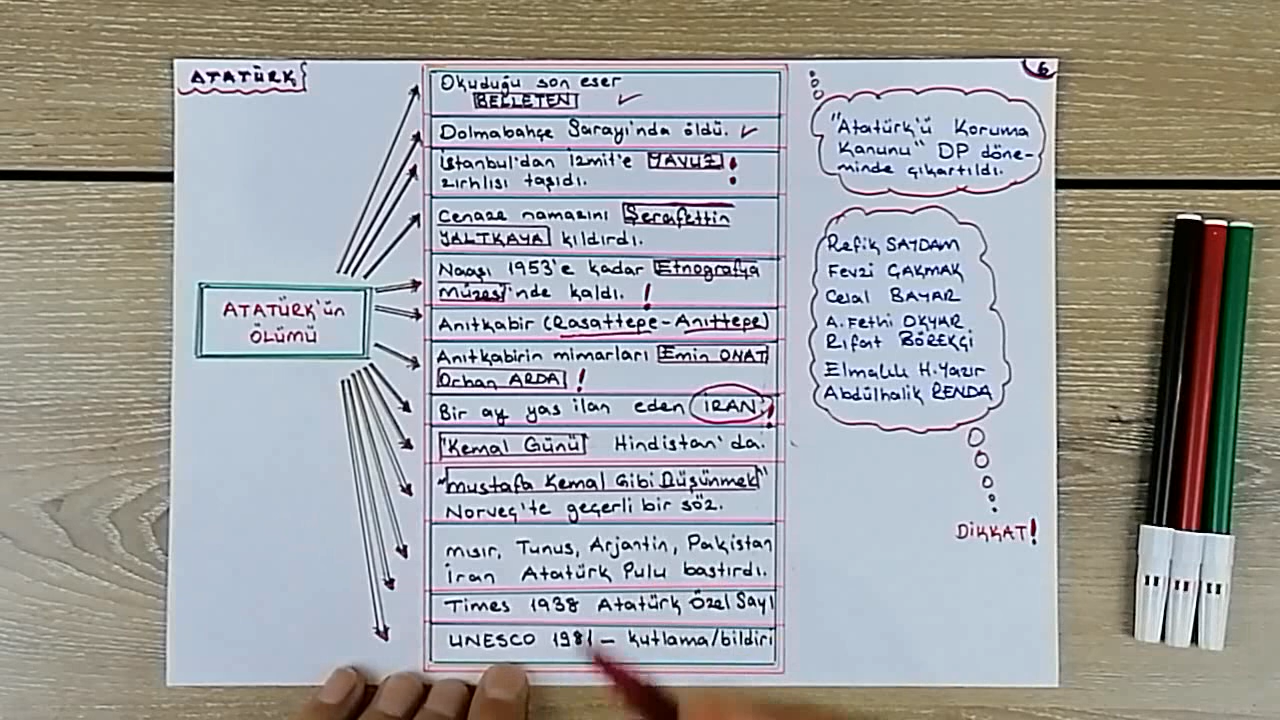 ATATÜRK
6
ATATÜRK'ün
ÖLÜMÜ
Okuduğu son eser
BELLETEN
Dolmabahçe Sarayı'nda öldü.
İstanbul'dan İzmit'e YAVUZ!
zırhlısı taşıdı.
Cenaze namazını Şerafettin
YALTKAYA kıldırdı.
Naaşı 1953'e kadar Etnografya
Müzesi'nde kaldı. !
Anıtkabir (Rasattepe-Anıttepe)
Anıtkabirin mimarları Emin ONAT
Orhan ARDA !
Bir ay yas ilan eden İRAN!
"Kemal Günü" Hindistan'da.
"Mustafa Kemal Gibi Düşünmek"
Norveç'te geçerli bir söz.
Mısır, Tunus, Arjantin, Pakistan
İran Atatürk Pulu bastırdı.
Times 1938 Atatürk Özel Sayı
UNESCO 1981 - kutlama/bildiri
"Atatürk'ü Koruma
Kanunu" DP döne-
minde çıkartıldı.
Refik SAYDAM
Fevzi ÇAKMAK
Celal BAYAR
A. Fethi OKYAR
Rıfat BÖREKÇİ
Elmalılı H. Yazır
Abdülhalik RENDA
DİKKAT!